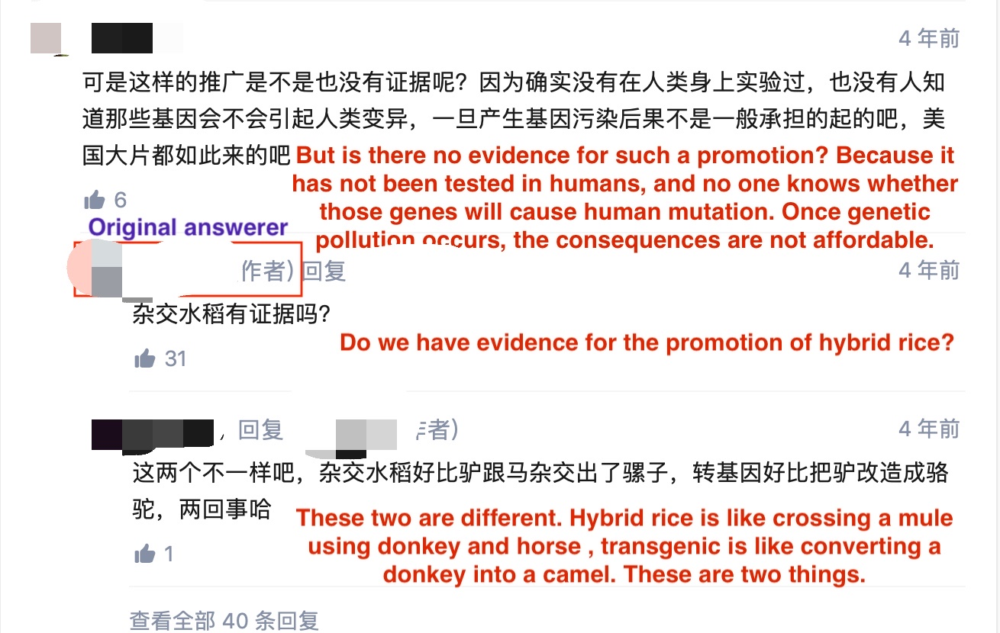 4 年前
可是这样的推广是不是也没有证据呢？因为确实没有在人类身上实验过，也没有人知
道那些基因会不会引起人类变异，一旦产生基因污染后果不是一般承担的起的吧，美
国大片都如此来的吧
But is there no evidence for such a promotion? Because it
has not been tested in humans, and no one knows whether
those genes will cause human mutation. Once genetic
pollution occurs, the consequences are not affordable.
6
Original answerer
作者) 回复
4 年前
杂交水稻有证据吗？
Do we have evidence for the promotion of hybrid rice?
31
回复
者)
4 年前
这两个不一样吧，杂交水稻好比驴跟马杂交出了骡子，转基因好比把驴改造成骆
驼，两回事哈
These two are different. Hybrid rice is like crossing a mule
using donkey and horse , transgenic is like converting a
donkey into a camel. These are two things.
1
查看全部 40 条回复